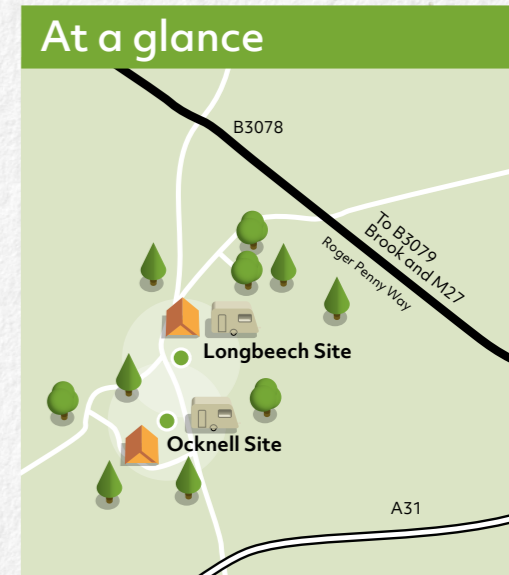 At a glance
B3078
To B3079
Brook and M27
Roger Penny Way
Longbeech Site
Ocknell Site
A31